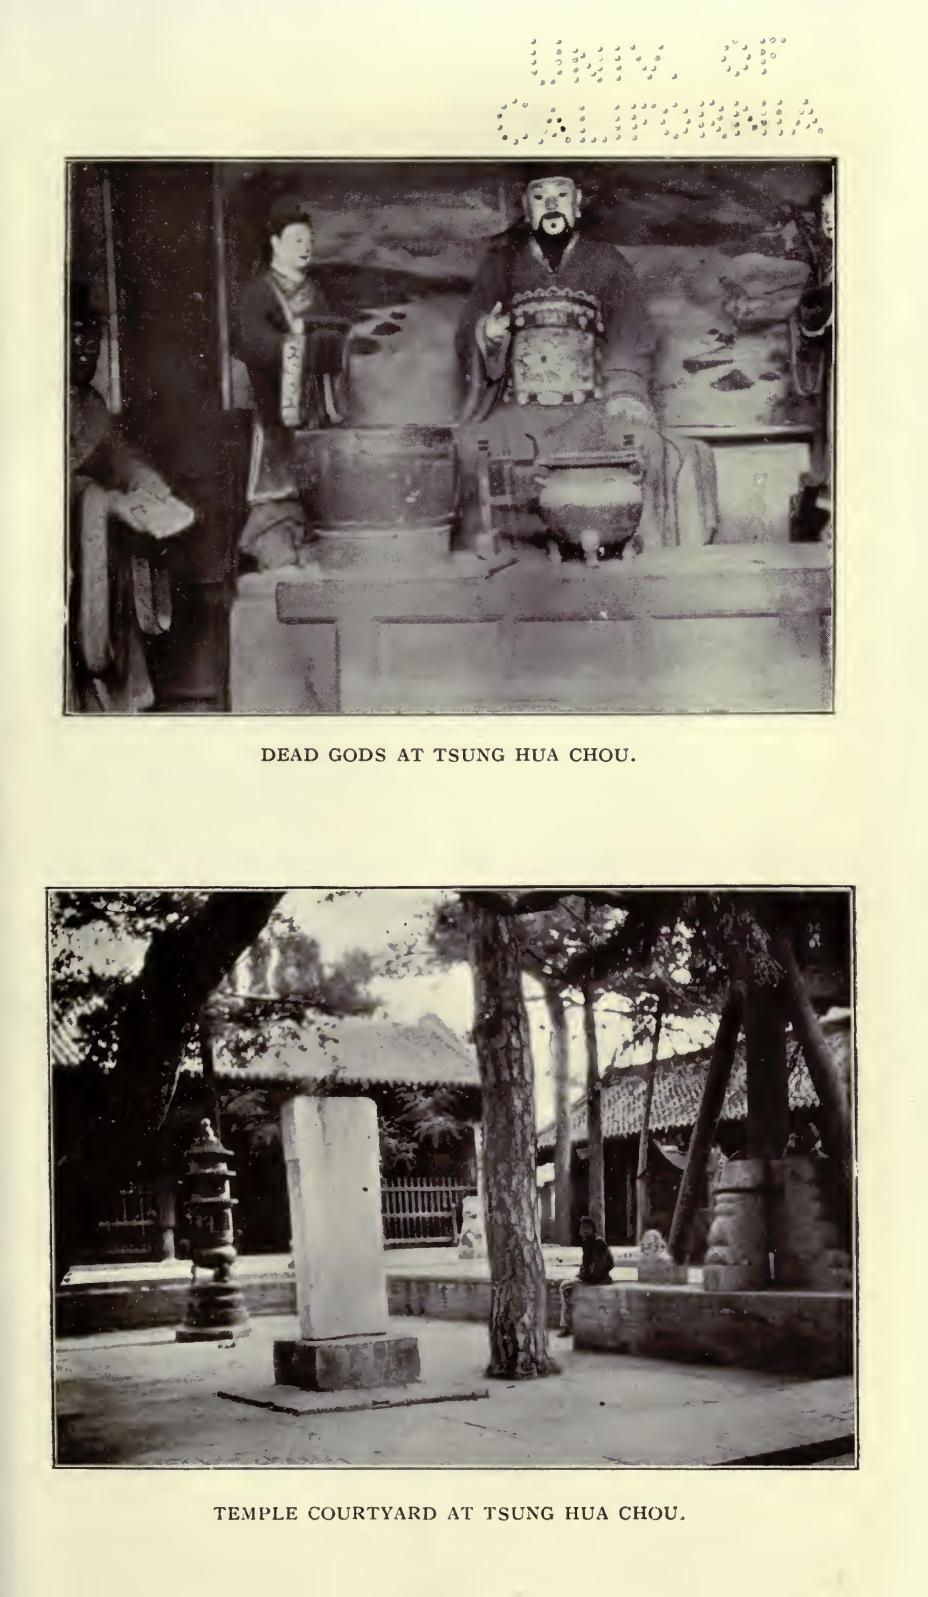 UNIV. OF
CALIFORNIA
DEAD GODS AT TSUNG HUA CHOU.
TEMPLE COURTYARD AT TSUNG HUA CHOU.